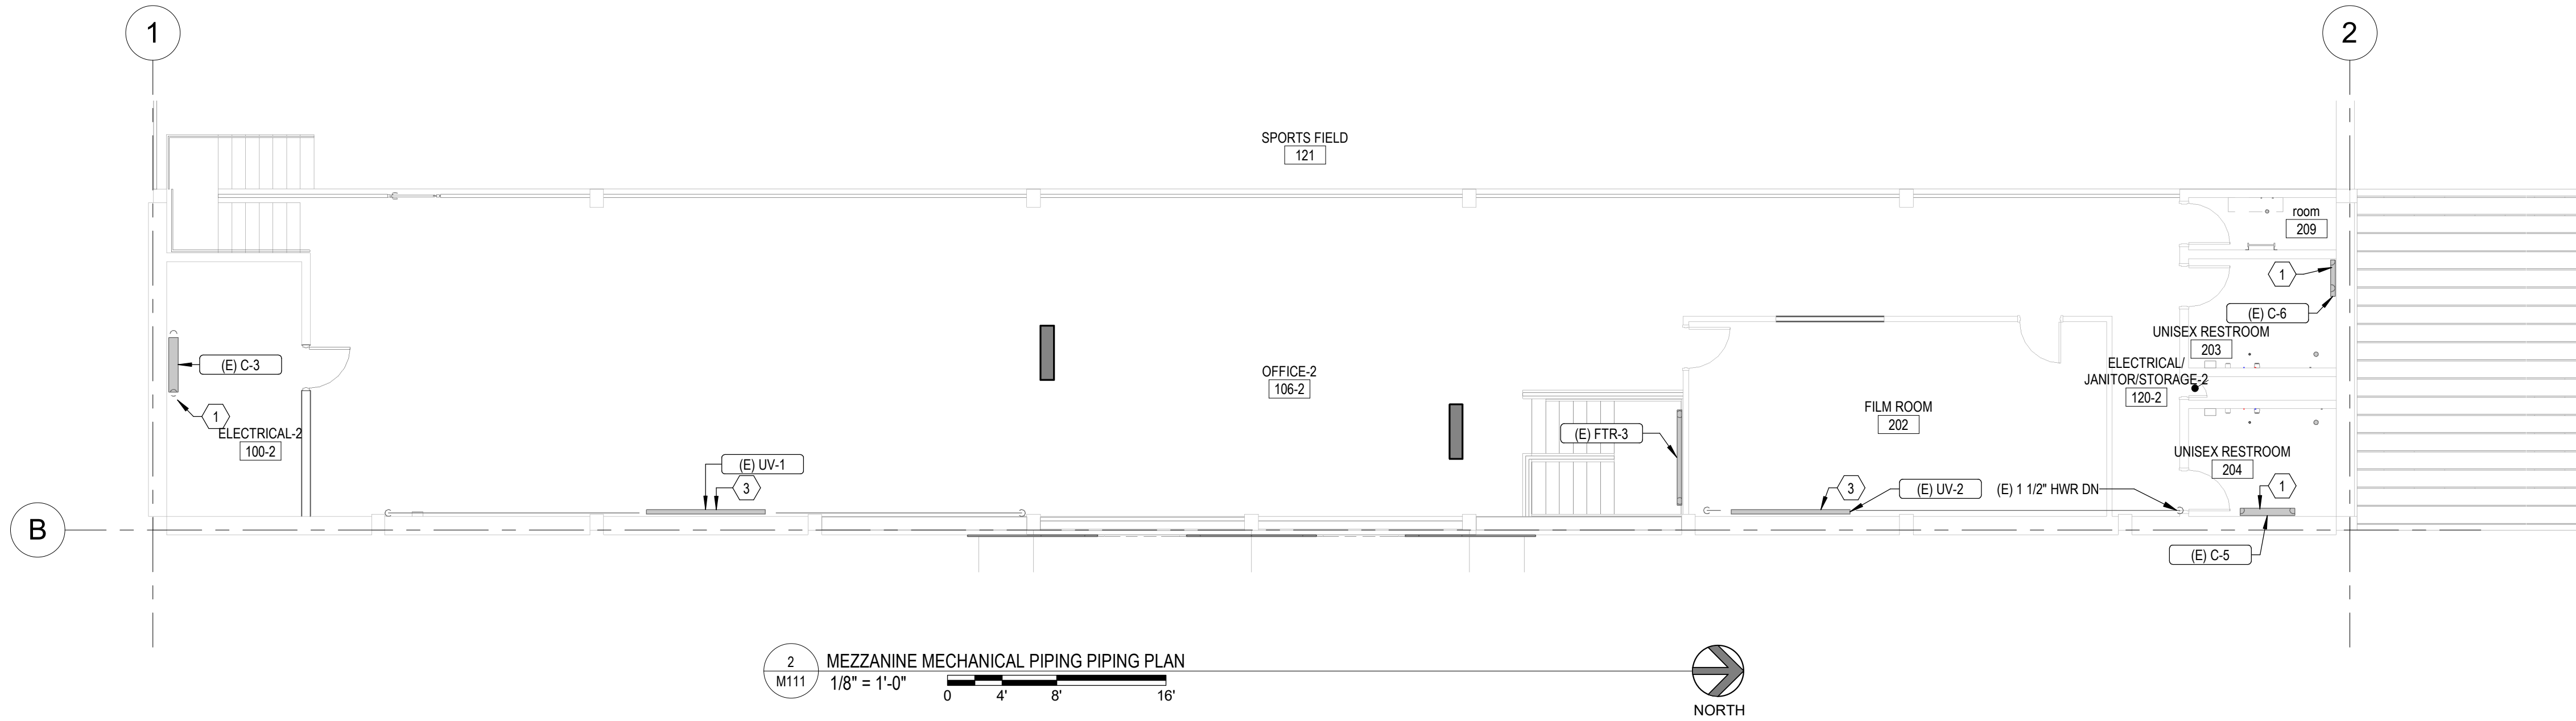 1
2
SPORTS FIELD
121
room
209
1
(E) C-6
UNISEX RESTROOM
203
(E) C-3
1
ELECTRICAL-2
100-2
OFFICE-2
106-2
ELECTRICAL/
JANITOR/STORAGE-2
120-2
FILM ROOM
202
(E) FTR-3
UNISEX RESTROOM
204
(E) UV-1
3
3
(E) UV-2
(E) 1 1/2" HWR DN
1
B
(E) C-5
2
M111
MEZZANINE MECHANICAL PIPING PIPING PLAN
1/8" = 1'-0"
0 4' 8' 16'
NORTH